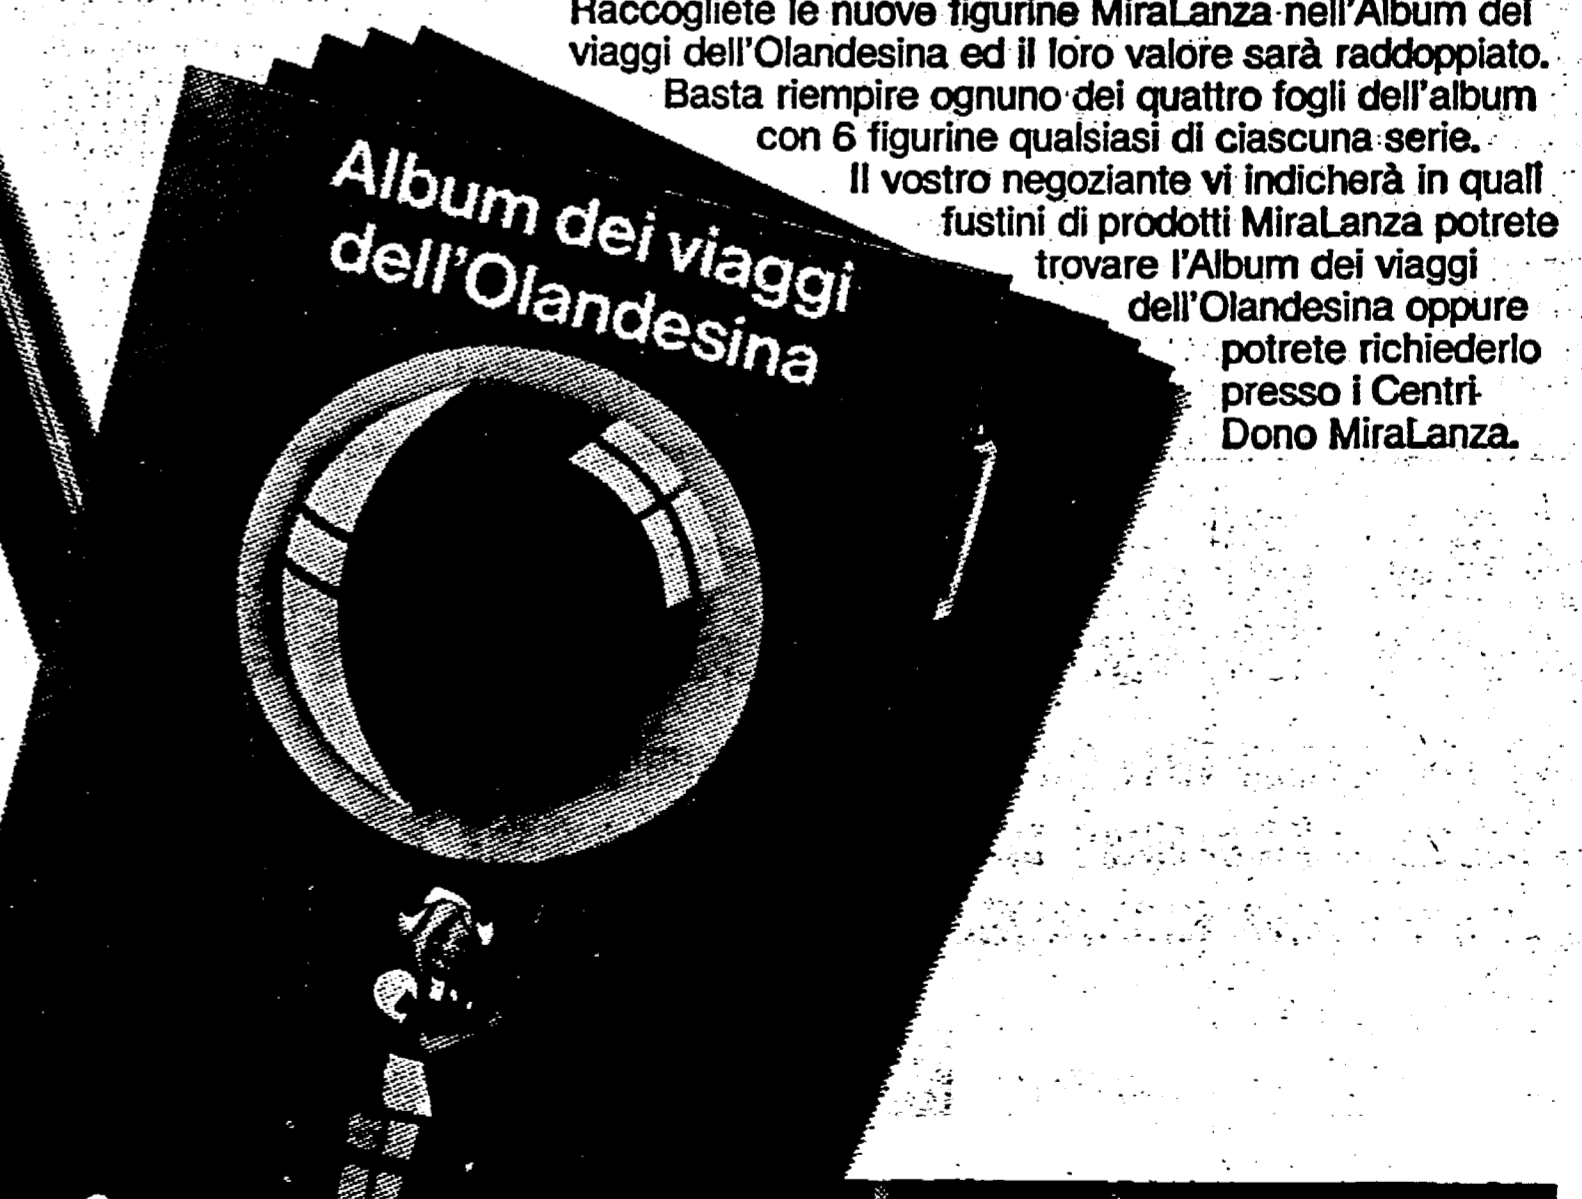 Raccogliete le nuove figurine MiraLanza nell'Album dei
viaggi dell'Olandesina ed il loro valore sarà raddoppiato.
Basta riempire ognuno dei quattro fogli dell'album
con 6 figurine qualsiasi di ciascuna serie.
Il vostro negoziante vi indicherà in quali
fustini di prodotti MiraLanza potrete
trovare l'Album dei viaggi
dell'Olandesina oppure
potrete richiederlo
presso i Centri
Dono MiraLanza.
Album dei viaggi
dell'Olandesina